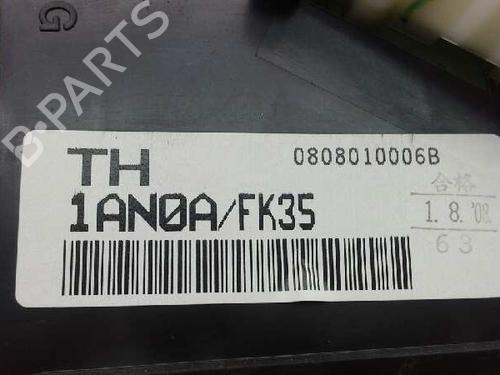 G
B-PARTS
TH
0808010006B
1AN0A/FK35
合格
1.8.'08
63